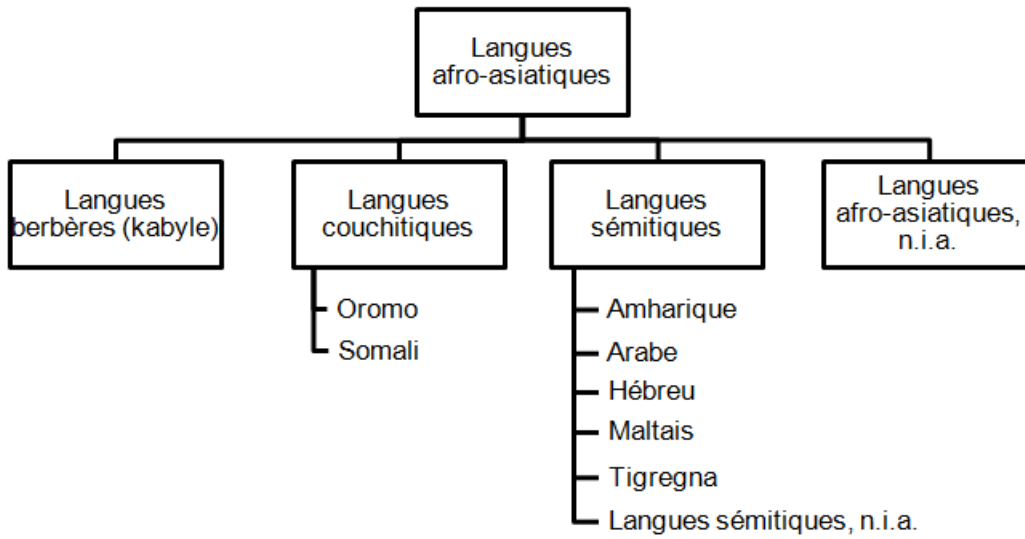 Langues
afro-asiatiques
Langues
berbères (kabyle)
Langues
couchitiques
Langues
sémitiques
Langues
afro-asiatiques,
n.i.a.
Oromo
Somali
Amharique
Arabe
Hébreu
Maltais
Tigregna
Langues sémitiques, n.i.a.